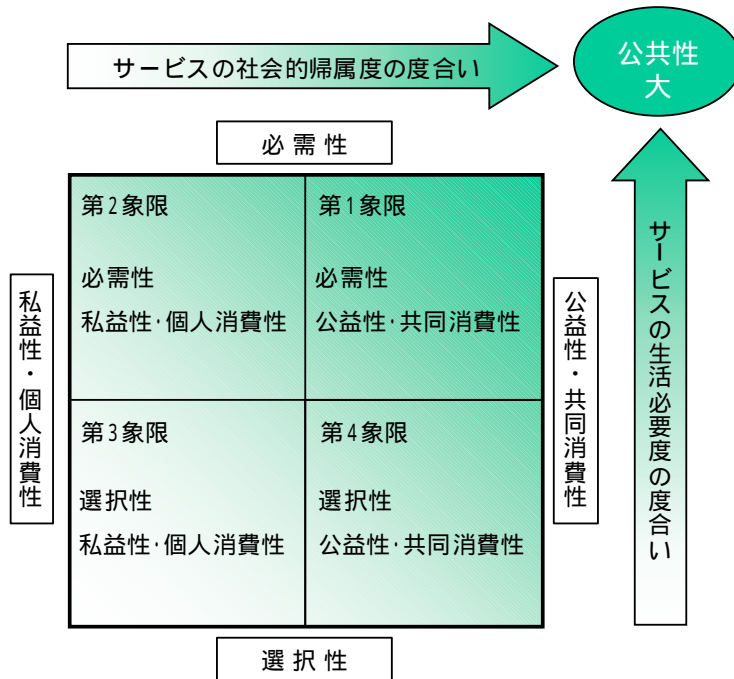 サービスの社会的帰属度の度合い
公共性
大
必需性
第2象限
必需性
私益性・個人消費性
第1象限
必需性
公益性・共同消費性
私益性・個人消費性
公益性・共同消費性
サービスの生活必要度の度合い
第3象限
選択性
私益性・個人消費性
第4象限
選択性
公益性・共同消費性
選択性